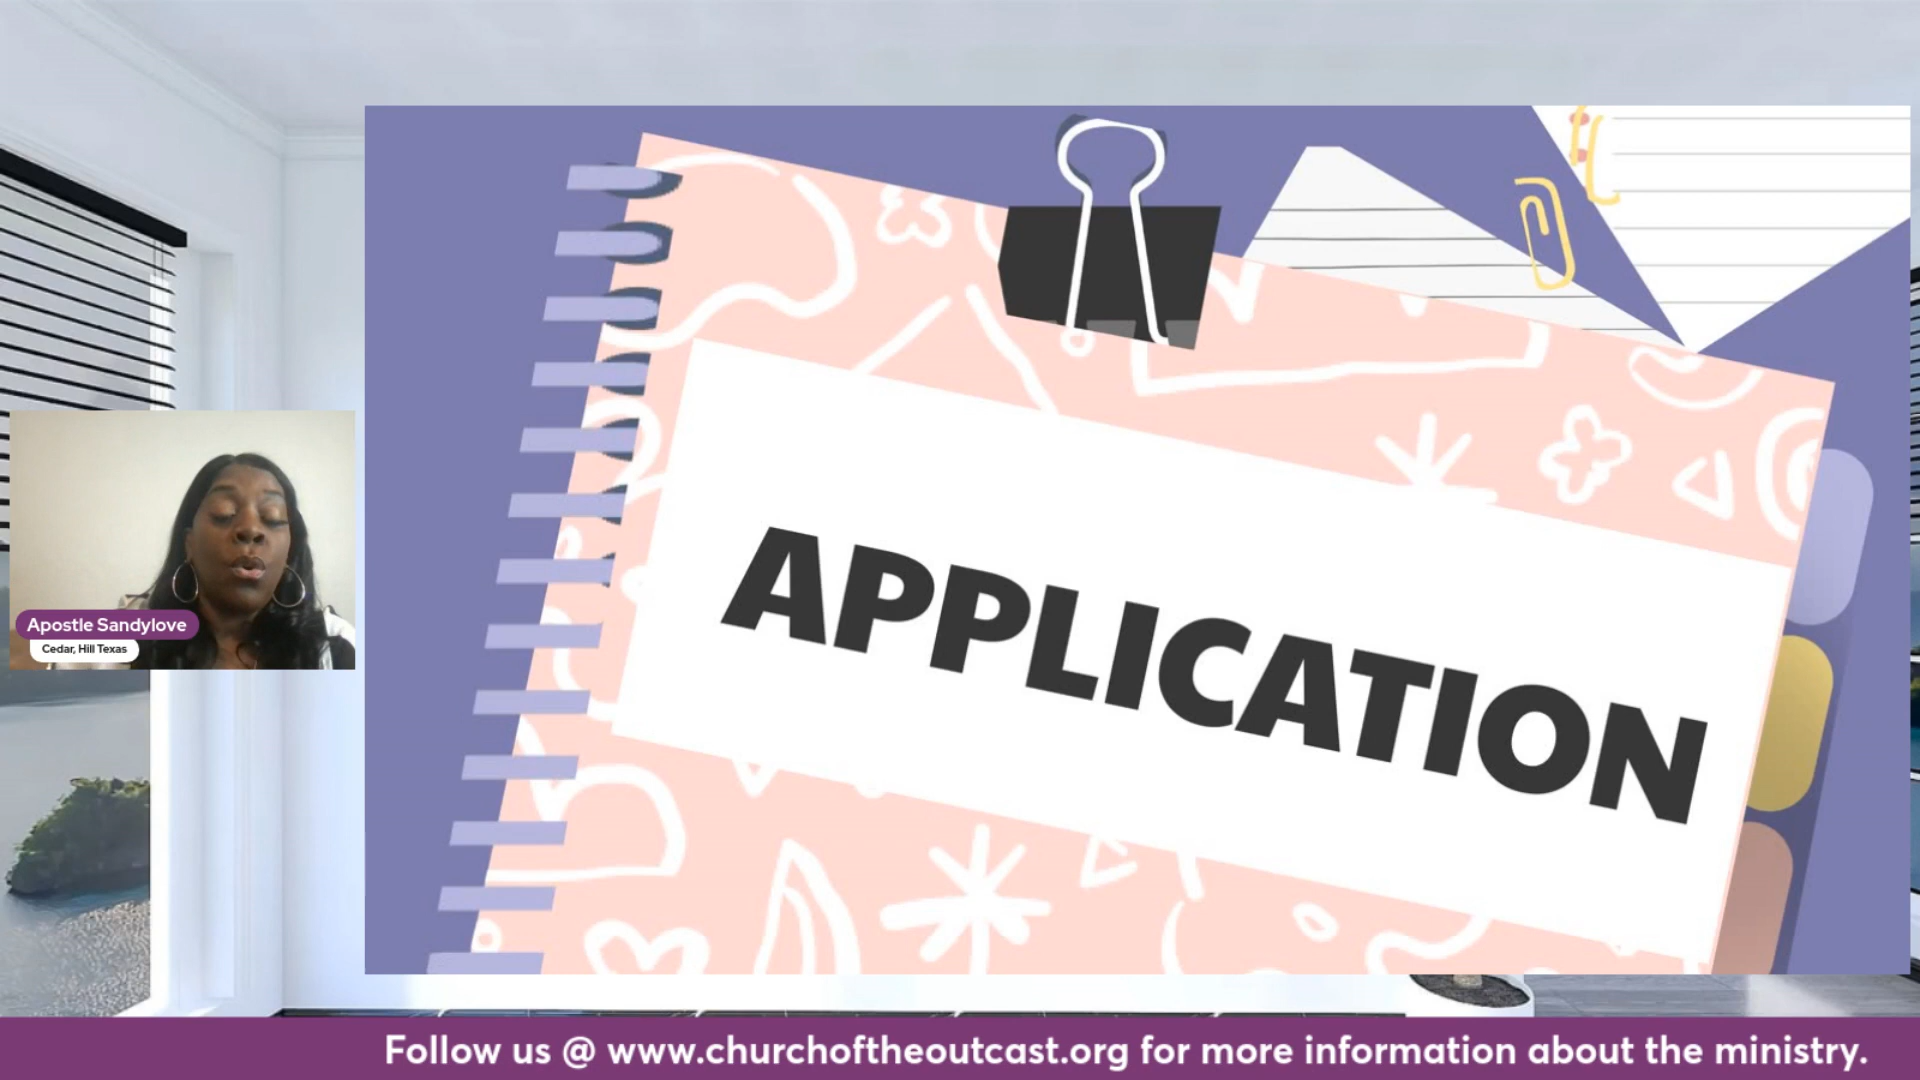 APPLICATION
Apostle Sandylove
Cedar, Hill Texas
Follow us @ www.churchoftheoutcast.org for more information about the ministry.